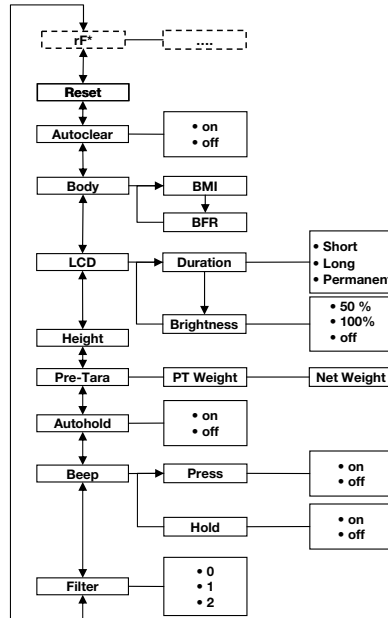 rF*
....
Reset
Autoclear
• on
• off
Body
BMI
BFR
LCD
Duration
• Short
• Long
• Permanent
Brightness
• 50 %
• 100%
• off
Height
Pre-Tara
PT Weight
Net Weight
Autohold
• on
• off
Beep
Press
• on
• off
Hold
• on
• off
Filter
• 0
• 1
• 2